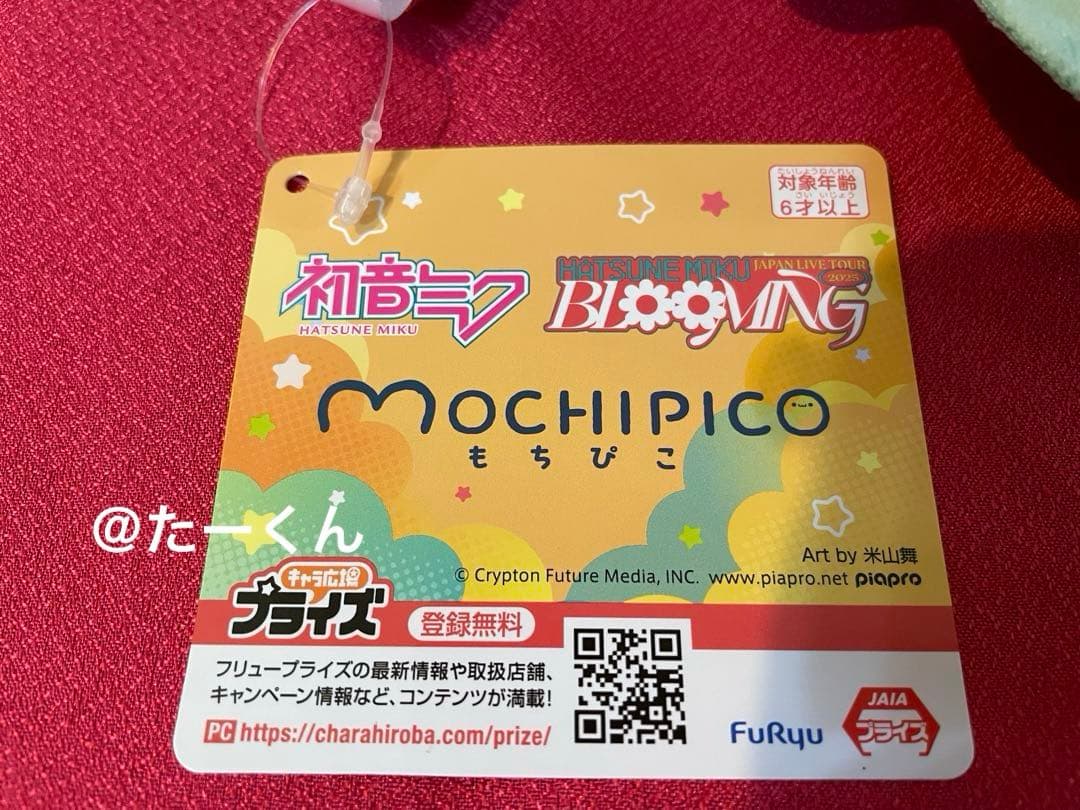 たいしょうねんれい
対象年齢
さい いじょう
6才以上
初音ミク
HATSUNE MIKU
HATSUNE MIKU JAPAN LIVE TOUR
2025
BLOOMING
MOCHIPICO
もちぴこ
@たーくん
Art by 米山舞
© Crypton Future Media, INC. www.piapro.net piapro
キャラ広場
プライズ
登録無料
フリュープライズの最新情報や取扱店舗、
キャンペーン情報など、コンテンツが満載!
PC https://charahiroba.com/prize/
FuRyu
JAIA
プライズ